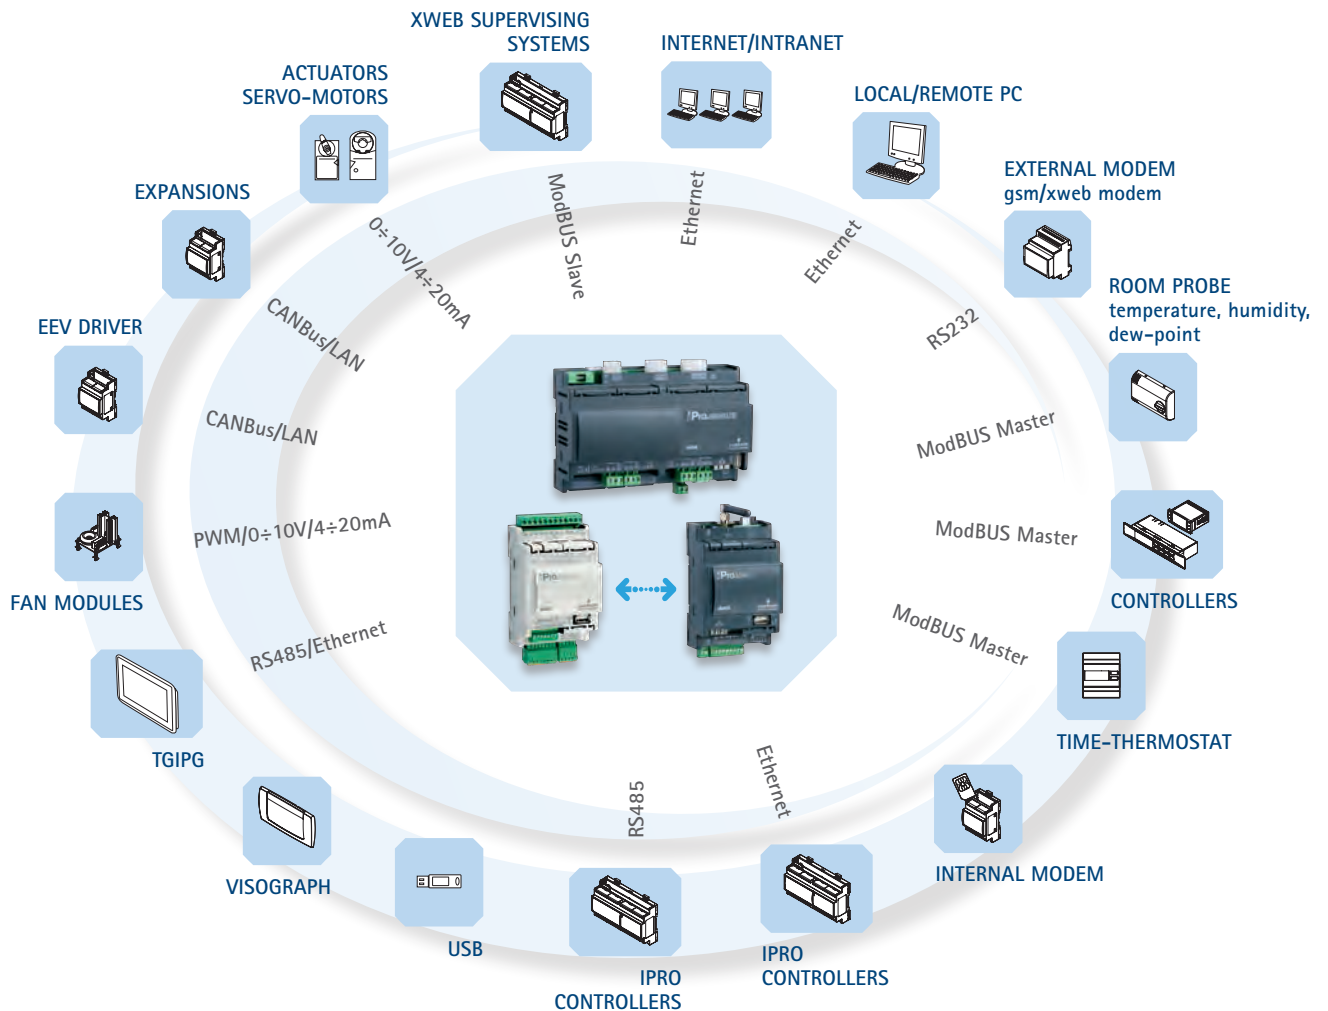 XWEB SUPERVISING
SYSTEMS
INTERNET/INTRANET
ACTUATORS
SERVO-MOTORS
LOCAL/REMOTE PC
EXTERNAL MODEM
gsm/xweb modem
EXPANSIONS
ROOM PROBE
temperature, humidity,
dew-point
EEV DRIVER
ModBUS Slave
Ethernet
Ethernet
0÷10V/4÷20mA
RS232
CANBus/LAN
CANBus/LAN
ModBUS Master
PWM/0÷10V/4÷20mA
ModBUS Master
FAN MODULES
CONTROLLERS
RS485/Ethernet
ModBUS Master
TGIPG
TIME-THERMOSTAT
RS485
Ethernet
VISOGRAPH
INTERNAL MODEM
USB
IPRO
CONTROLLERS
IPRO
CONTROLLERS